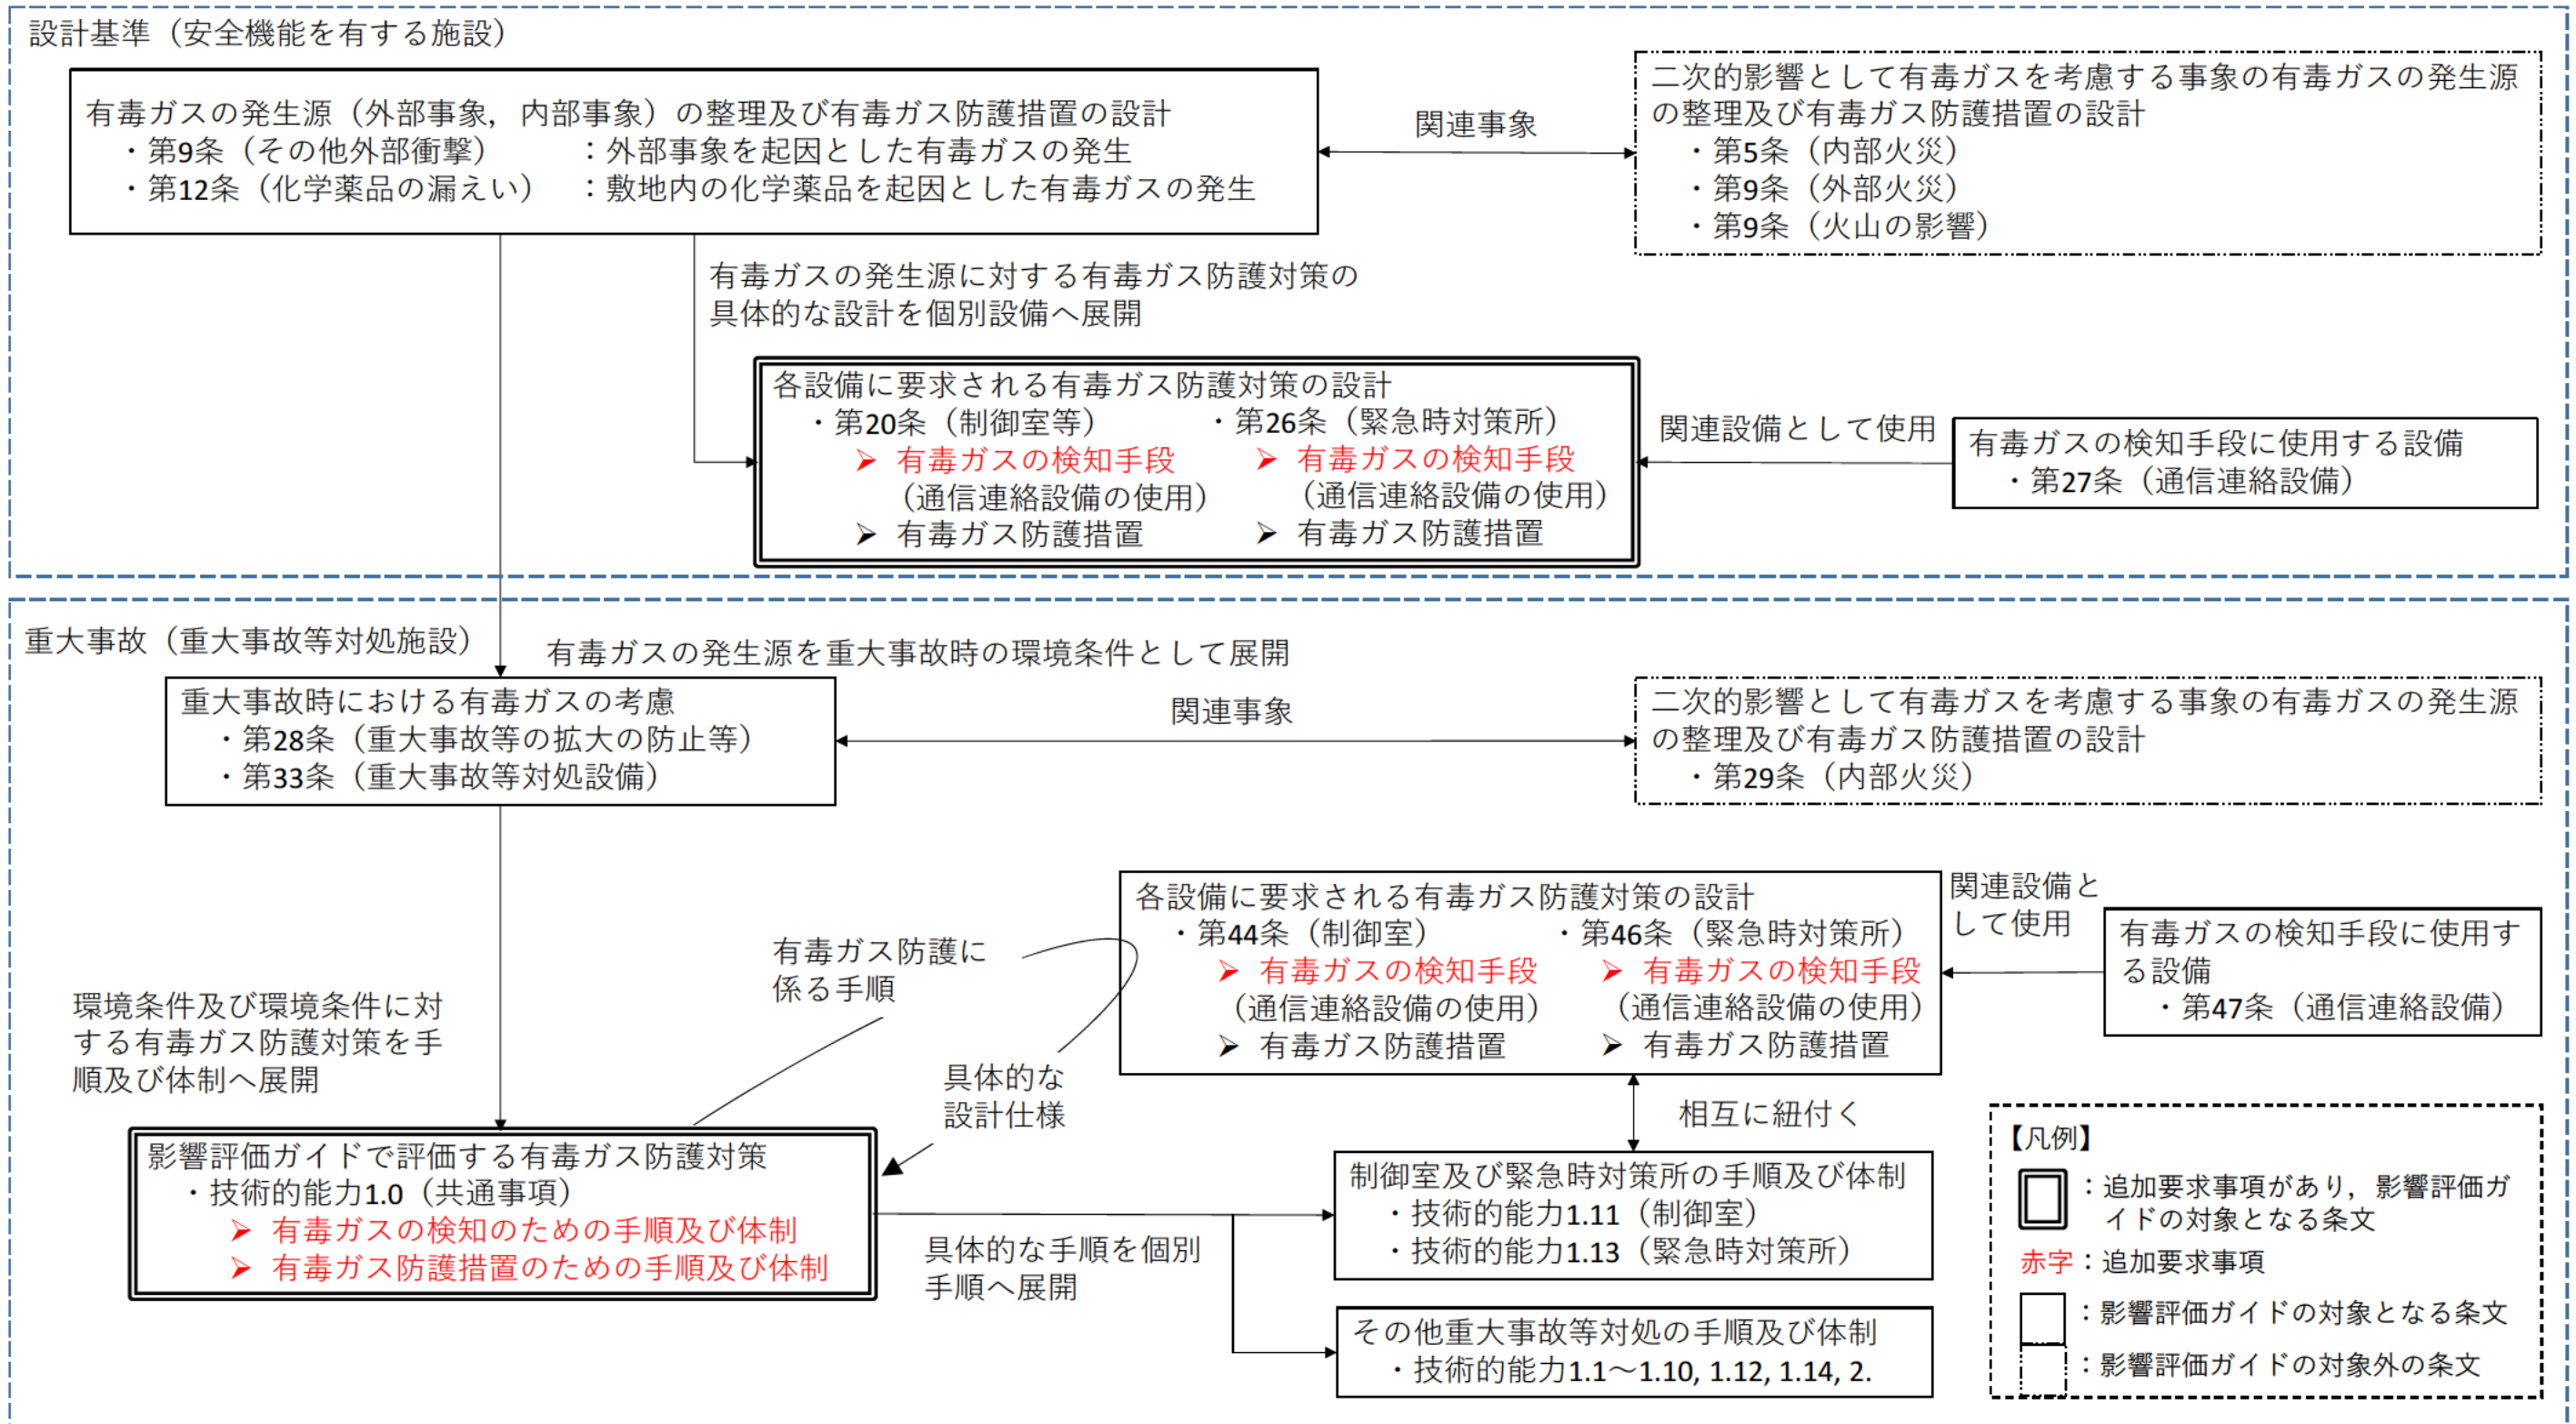 設計基準（安全機能を有する施設）
有毒ガスの発生源（外部事象，内部事象）の整理及び有毒ガス防護措置の設計
・第9条（その他外部衝撃）　　：外部事象を起因とした有毒ガスの発生
・第12条（化学薬品の漏えい）　：敷地内の化学薬品を起因とした有毒ガスの発生
関連事象
二次的影響として有毒ガスを考慮する事象の有毒ガスの発生源
の整理及び有毒ガス防護措置の設計
・第5条（内部火災）
・第9条（外部火災）
・第9条（火山の影響）
有毒ガスの発生源に対する有毒ガス防護対策の
具体的な設計を個別設備へ展開
各設備に要求される有毒ガス防護対策の設計
・第20条（制御室等）　　　・第26条（緊急時対策所）
➢ 有毒ガスの検知手段　　➢ 有毒ガスの検知手段
（通信連絡設備の使用）　　（通信連絡設備の使用）
➢ 有毒ガス防護措置　　➢ 有毒ガス防護措置
関連設備として使用
有毒ガスの検知手段に使用する設備
・第27条（通信連絡設備）
重大事故（重大事故等対処施設）
有毒ガスの発生源を重大事故時の環境条件として展開
重大事故時における有毒ガスの考慮
・第28条（重大事故等の拡大の防止等）
・第33条（重大事故等対処設備）
関連事象
二次的影響として有毒ガスを考慮する事象の有毒ガスの発生源
の整理及び有毒ガス防護措置の設計
・第29条（内部火災）
各設備に要求される有毒ガス防護対策の設計
・第44条（制御室）　　　・第46条（緊急時対策所）
➢ 有毒ガスの検知手段　　➢ 有毒ガスの検知手段
（通信連絡設備の使用）　　（通信連絡設備の使用）
➢ 有毒ガス防護措置　　➢ 有毒ガス防護措置
関連設備と
して使用
有毒ガスの検知手段に使用す
る設備
・第47条（通信連絡設備）
有毒ガス防護に
係る手順
環境条件及び環境条件に対
する有毒ガス防護対策を手
順及び体制へ展開
具体的な
設計仕様
相互に紐付く
影響評価ガイドで評価する有毒ガス防護対策
・技術的能力1.0（共通事項）
➢ 有毒ガスの検知のための手順及び体制
➢ 有毒ガス防護措置のための手順及び体制
具体的な手順を個別
手順へ展開
制御室及び緊急時対策所の手順及び体制
・技術的能力1.11（制御室）
・技術的能力1.13（緊急時対策所）
その他重大事故等対処の手順及び体制
・技術的能力1.1～1.10, 1.12, 1.14, 2.
【凡例】
：追加要求事項があり，影響評価ガ
イドの対象となる条文
赤字：追加要求事項
：影響評価ガイドの対象となる条文
：影響評価ガイドの対象外の条文